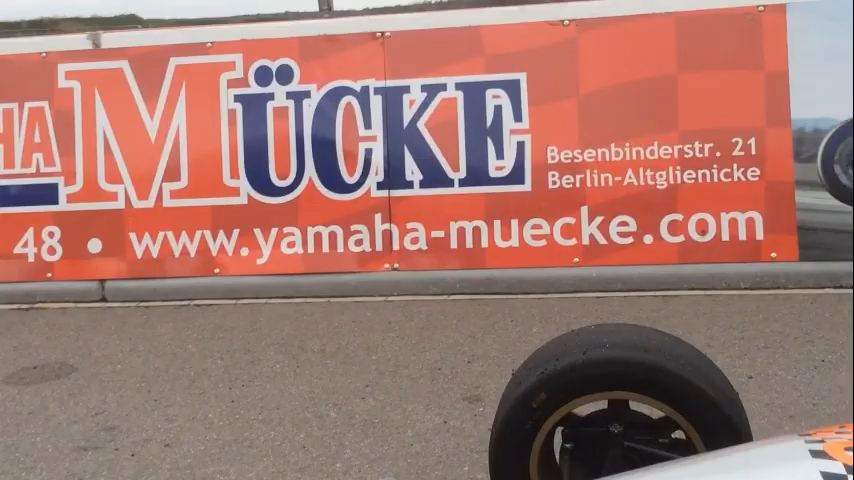 HA MÜCKE
Besenbinderstr. 21
Berlin-Altglienicke
48 • www.yamaha-muecke.com